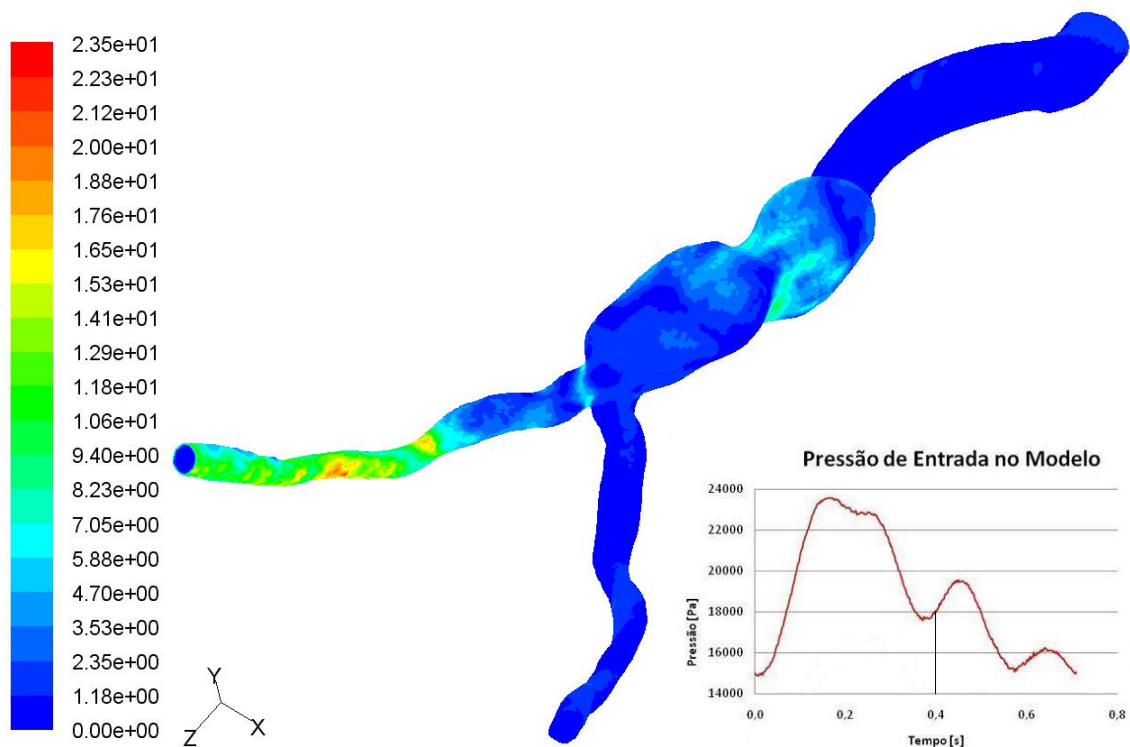 2.35e+01
2.23e+01
2.12e+01
2.00e+01
1.88e+01
1.76e+01
1.65e+01
1.53e+01
1.41e+01
1.29e+01
1.18e+01
1.06e+01
9.40e+00
8.23e+00
7.05e+00
5.88e+00
4.70e+00
3.53e+00
2.35e+00
1.18e+00
0.00e+00
Y
X
Z
Pressão de Entrada no Modelo
Pressão [Pa]
24000
22000
20000
18000
16000
14000
0,0 0,2 0,4 0,6 0,8
Tempo [s]